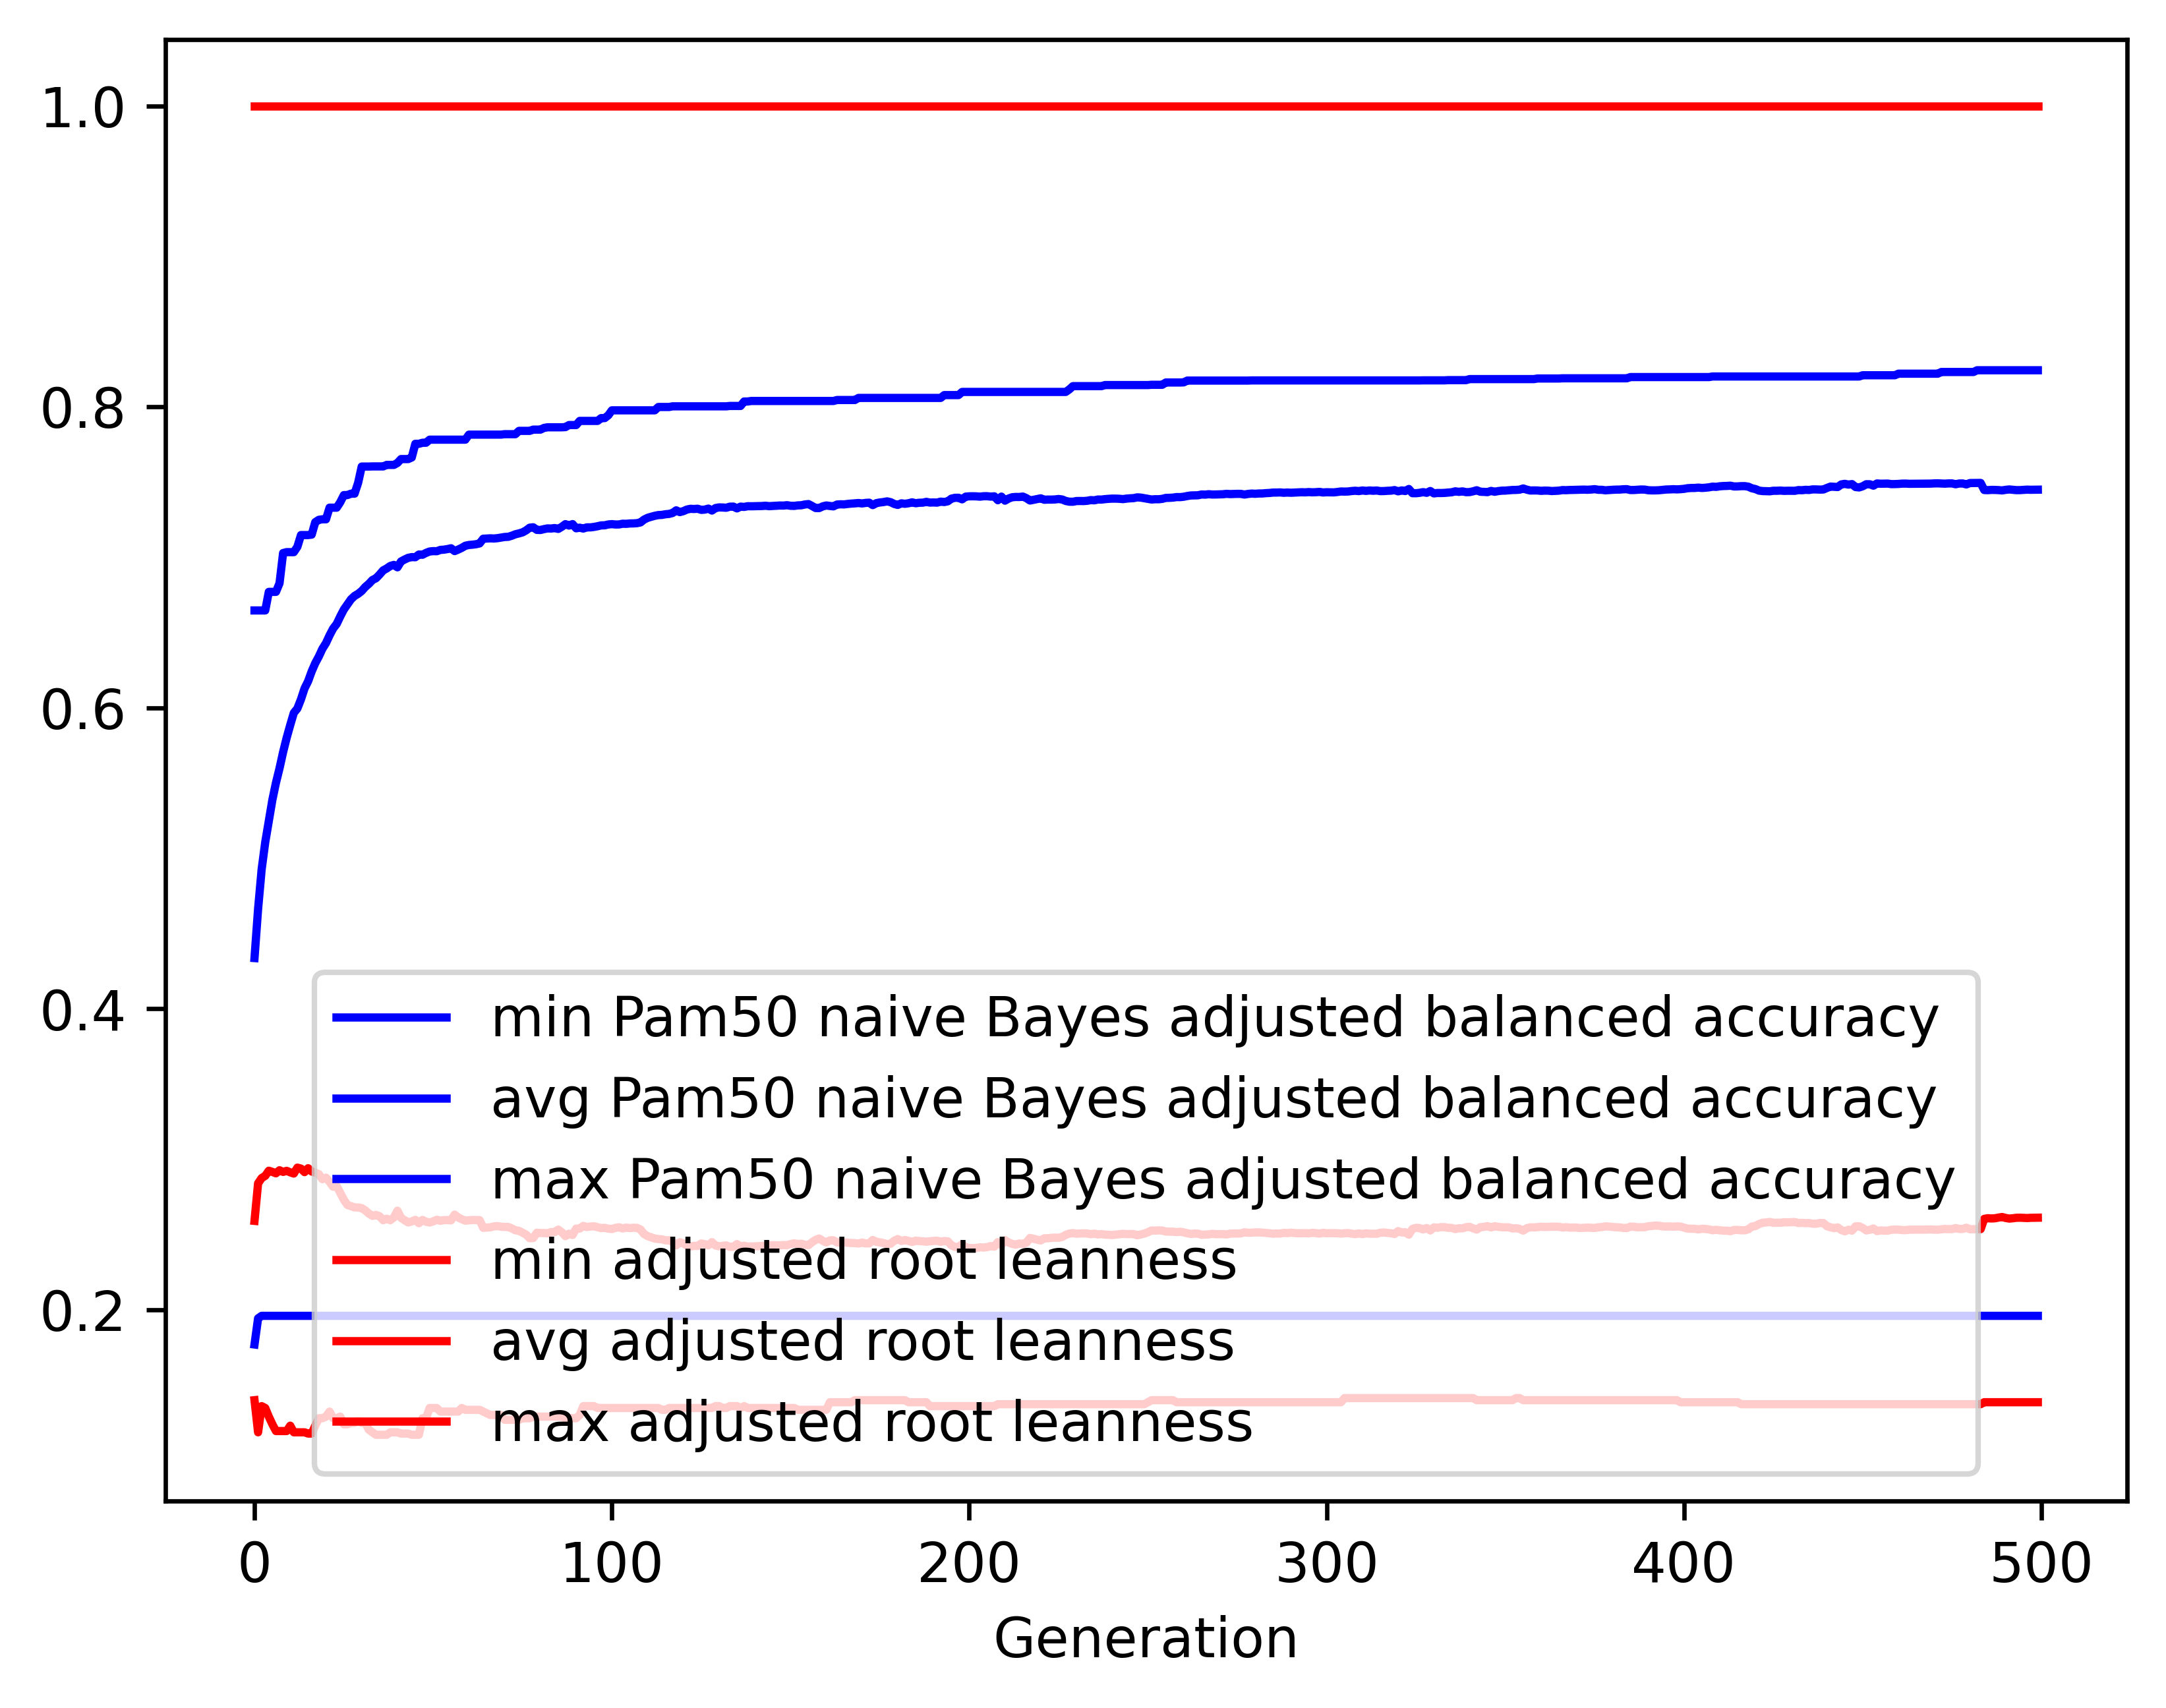 1.0
0.8
0.6
0.4
0.2
min Pam50 naive Bayes adjusted balanced accuracy
avg Pam50 naive Bayes adjusted balanced accuracy
max Pam50 naive Bayes adjusted balanced accuracy
min adjusted root leanness
avg adjusted root leanness
max adjusted root leanness
0 100 200 300 400 500
Generation